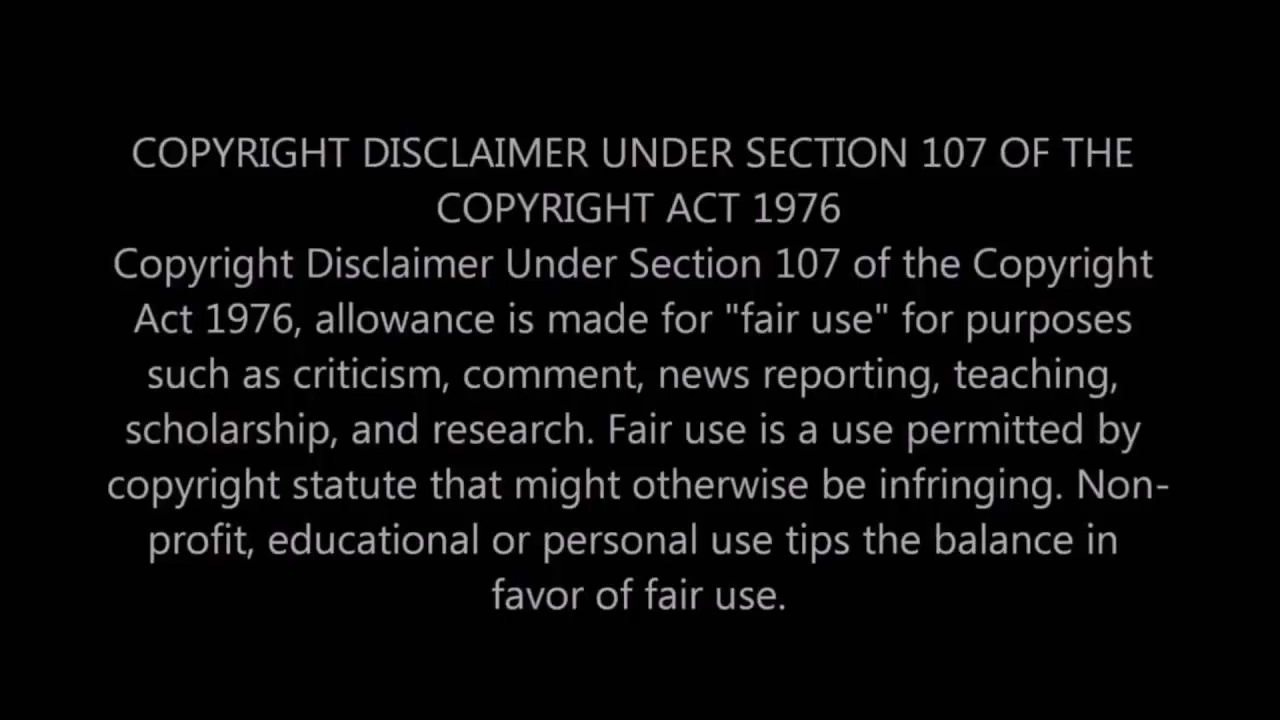 COPYRIGHT DISCLAIMER UNDER SECTION 107 OF THE
COPYRIGHT ACT 1976
Copyright Disclaimer Under Section 107 of the Copyright
Act 1976, allowance is made for "fair use" for purposes
such as criticism, comment, news reporting, teaching,
scholarship, and research. Fair use is a use permitted by
copyright statute that might otherwise be infringing. Non-
profit, educational or personal use tips the balance in
favor of fair use.